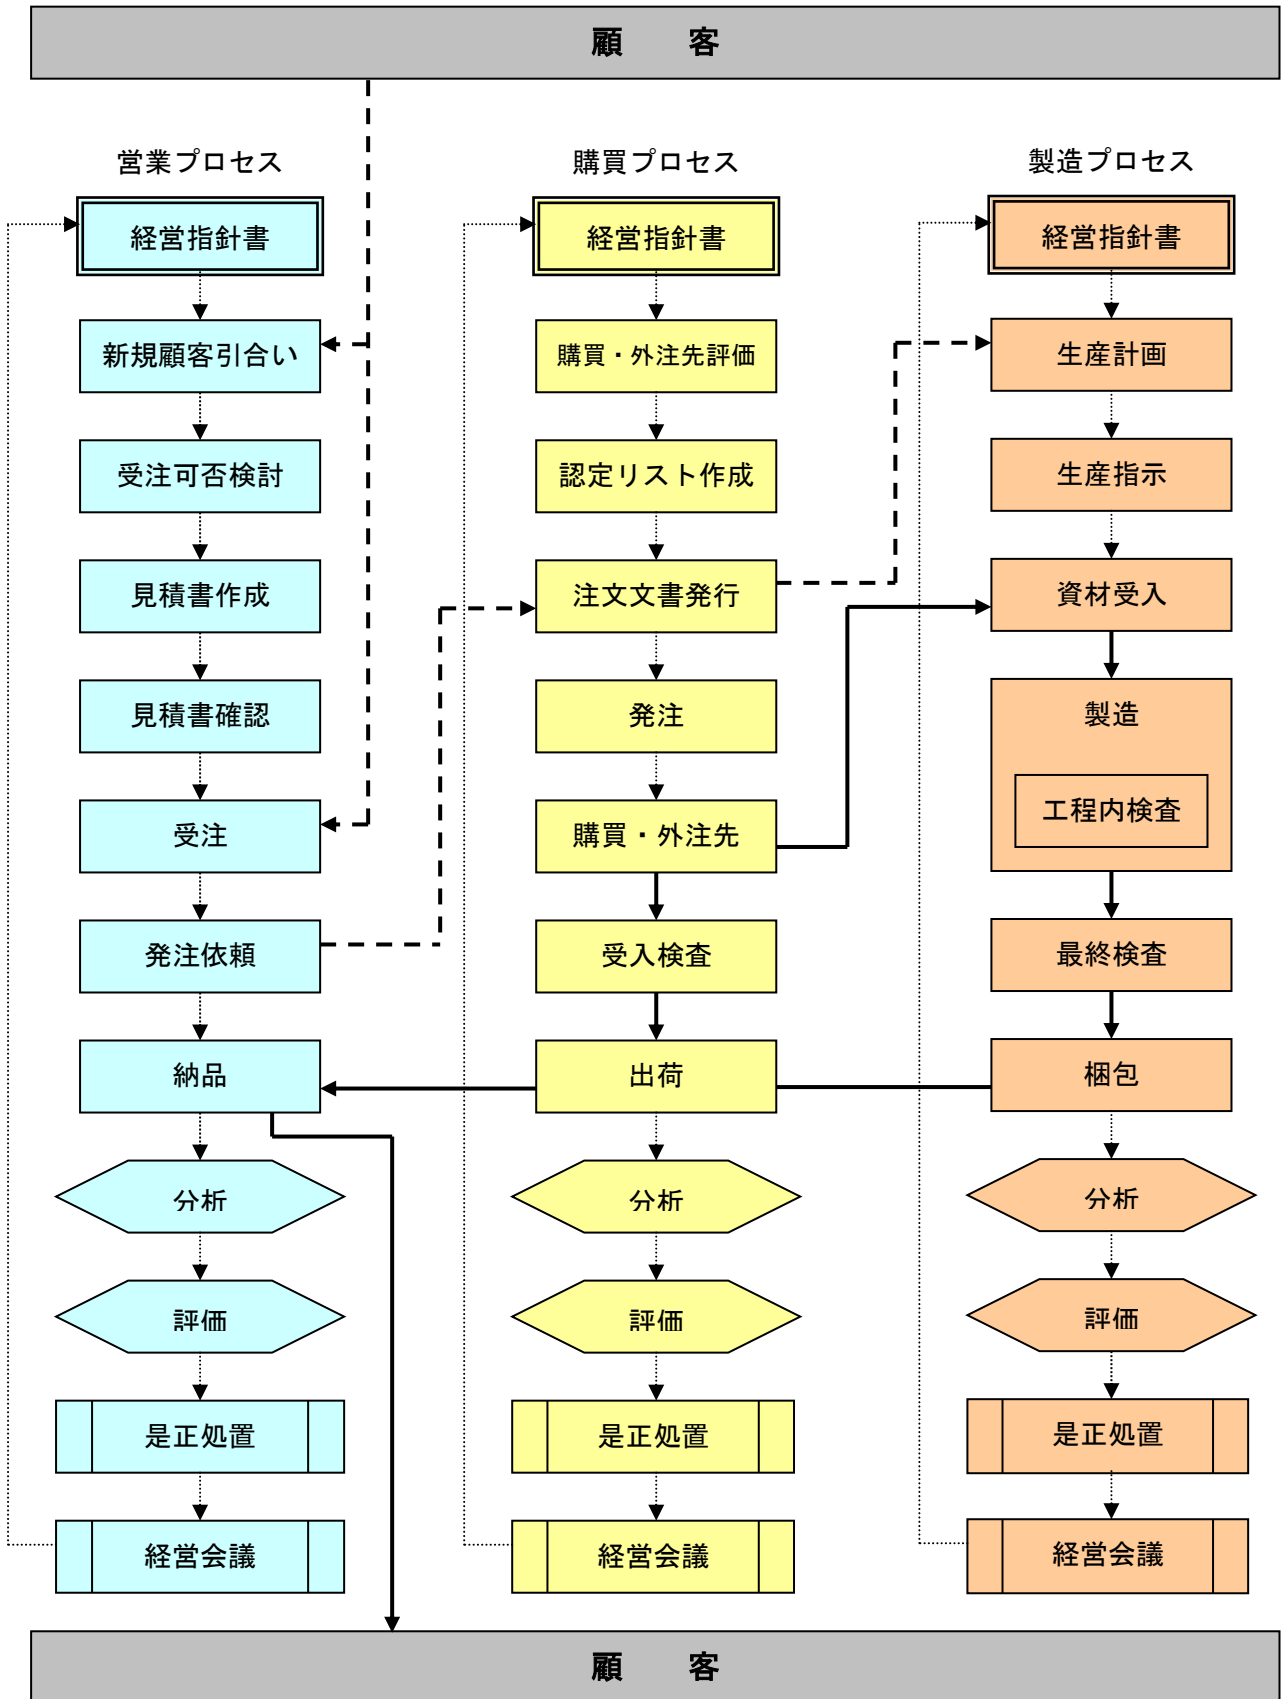 顧　　客
営業プロセス
経営指針書
新規顧客引合い
受注可否検討
見積書作成
見積書確認
受注
発注依頼
納品
分析
評価
是正処置
経営会議
購買プロセス
経営指針書
購買・外注先評価
認定リスト作成
注文文書発行
発注
購買・外注先
受入検査
出荷
分析
評価
是正処置
経営会議
製造プロセス
経営指針書
生産計画
生産指示
資材受入
製造
工程内検査
最終検査
梱包
分析
評価
是正処置
経営会議
顧　　客